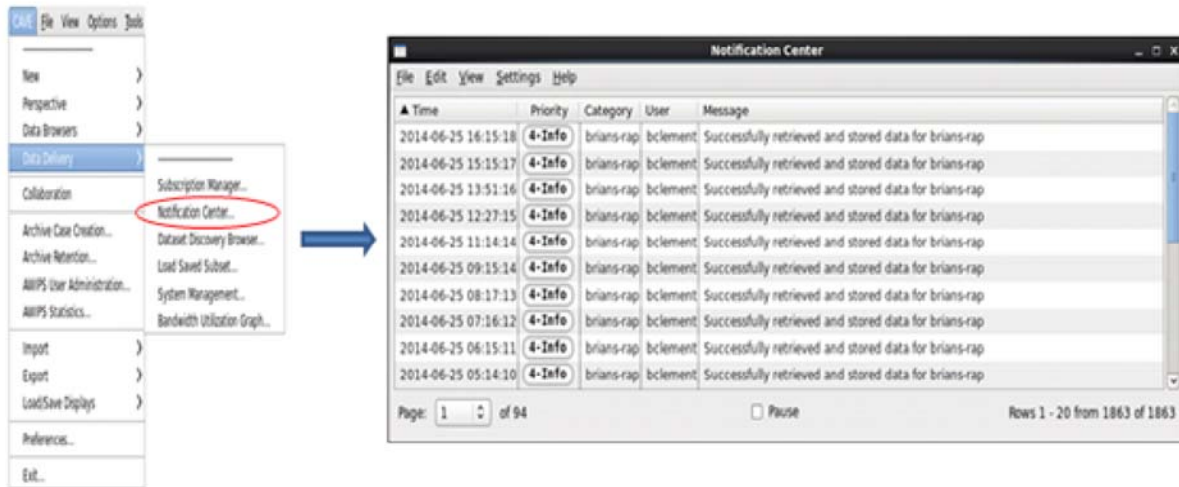 CAVE File View Options Tools
New
Perspective
Data Browsers
Data Delivery
Collaboration
Archive Case Creation...
Archive Retention...
AWIPS User Administration...
AWIPS Statistics...
Import
Export
Load/Save Displays
Preferences...
Exit...
Subscription Manager...
Notification Center...
Dataset Discovery Browser...
Load Saved Subset...
System Management...
Bandwidth Utilization Graph...
Notification Center
File Edit View Settings Help
Time Priority Category User Message
2014-06-25 16:15:18 4-Info brians-rap bclement Successfully retrieved and stored data for brians-rap
2014-06-25 15:15:17 4-Info brians-rap bclement Successfully retrieved and stored data for brians-rap
2014-06-25 13:51:16 4-Info brians-rap bclement Successfully retrieved and stored data for brians-rap
2014-06-25 12:27:15 4-Info brians-rap bclement Successfully retrieved and stored data for brians-rap
2014-06-25 11:14:14 4-Info brians-rap bclement Successfully retrieved and stored data for brians-rap
2014-06-25 09:15:14 4-Info brians-rap bclement Successfully retrieved and stored data for brians-rap
2014-06-25 08:17:13 4-Info brians-rap bclement Successfully retrieved and stored data for brians-rap
2014-06-25 07:16:12 4-Info brians-rap bclement Successfully retrieved and stored data for brians-rap
2014-06-25 06:15:11 4-Info brians-rap bclement Successfully retrieved and stored data for brians-rap
2014-06-25 05:14:10 4-Info brians-rap bclement Successfully retrieved and stored data for brians-rap
Page: 1 of 94 Pause Rows 1 - 20 from 1863 of 1863